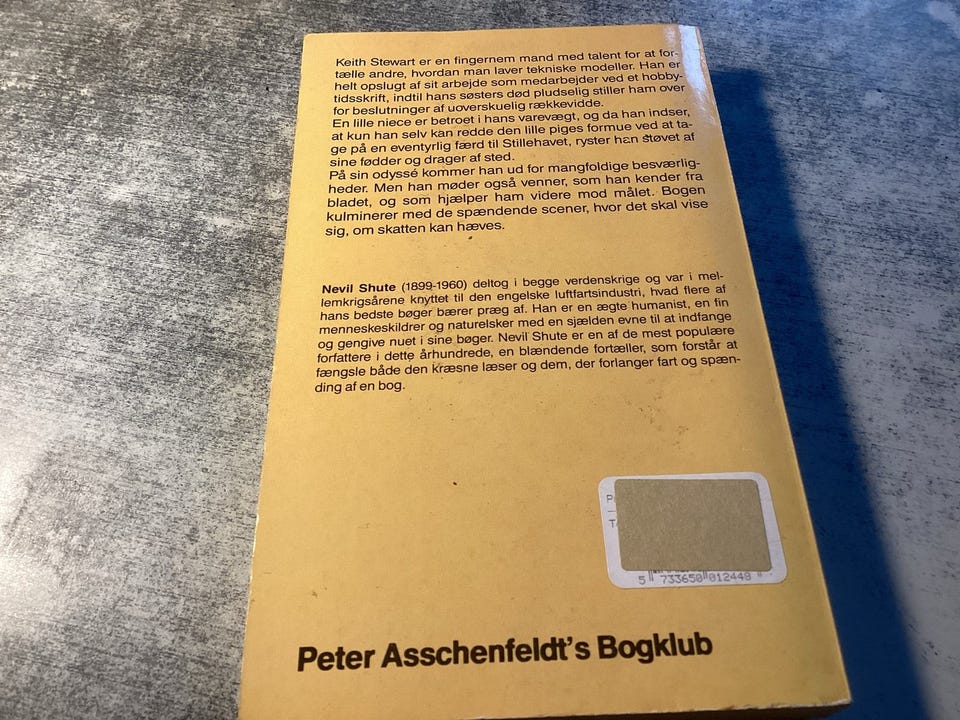 Keith Stewart er en fingernem mand med talent for at for-
tælle andre, hvordan man laver tekniske modeller. Han er
helt opslugt af sit arbejde som medarbejder ved et hobby-
tidsskrift, indtil hans søsters død pludselig stiller ham over
for beslutninger af uoverskuelig rækkevidde.
En lille niece er betroet i hans varevægt, og da han indser,
at kun han selv kan redde den lille piges formue ved at ta-
ge på en eventyrlig færd til Stillehavet, ryster han støvet af
sine fødder og drager af sted.
På sin odyssé kommer han ud for mangfoldige besværlig-
heder. Men han møder også venner, som han kender fra
bladet, og som hjælper ham videre mod målet. Bogen
kulminerer med de spændende scener, hvor det skal vise
sig, om skatten kan hæves.
Nevil Shute (1899-1960) deltog i begge verdenskrige og var i mel-
lemkrigsårene knyttet til den engelske luftfartsindustri, hvad flere af
hans bedste bøger bærer præg af. Han er en ægte humanist, en fin
menneskeskildrer og naturelsker med en sjælden evne til at indfange
og gengive nuet i sine bøger. Nevil Shute er en af de mest populære
forfattere i dette århundrede, en blændende fortæller, som forstår at
fængsle både den kræsne læser og dem, der forlanger fart og spæn-
ding af en bog.
5 733650 012448
Peter Asschenfeldt's Bogklub